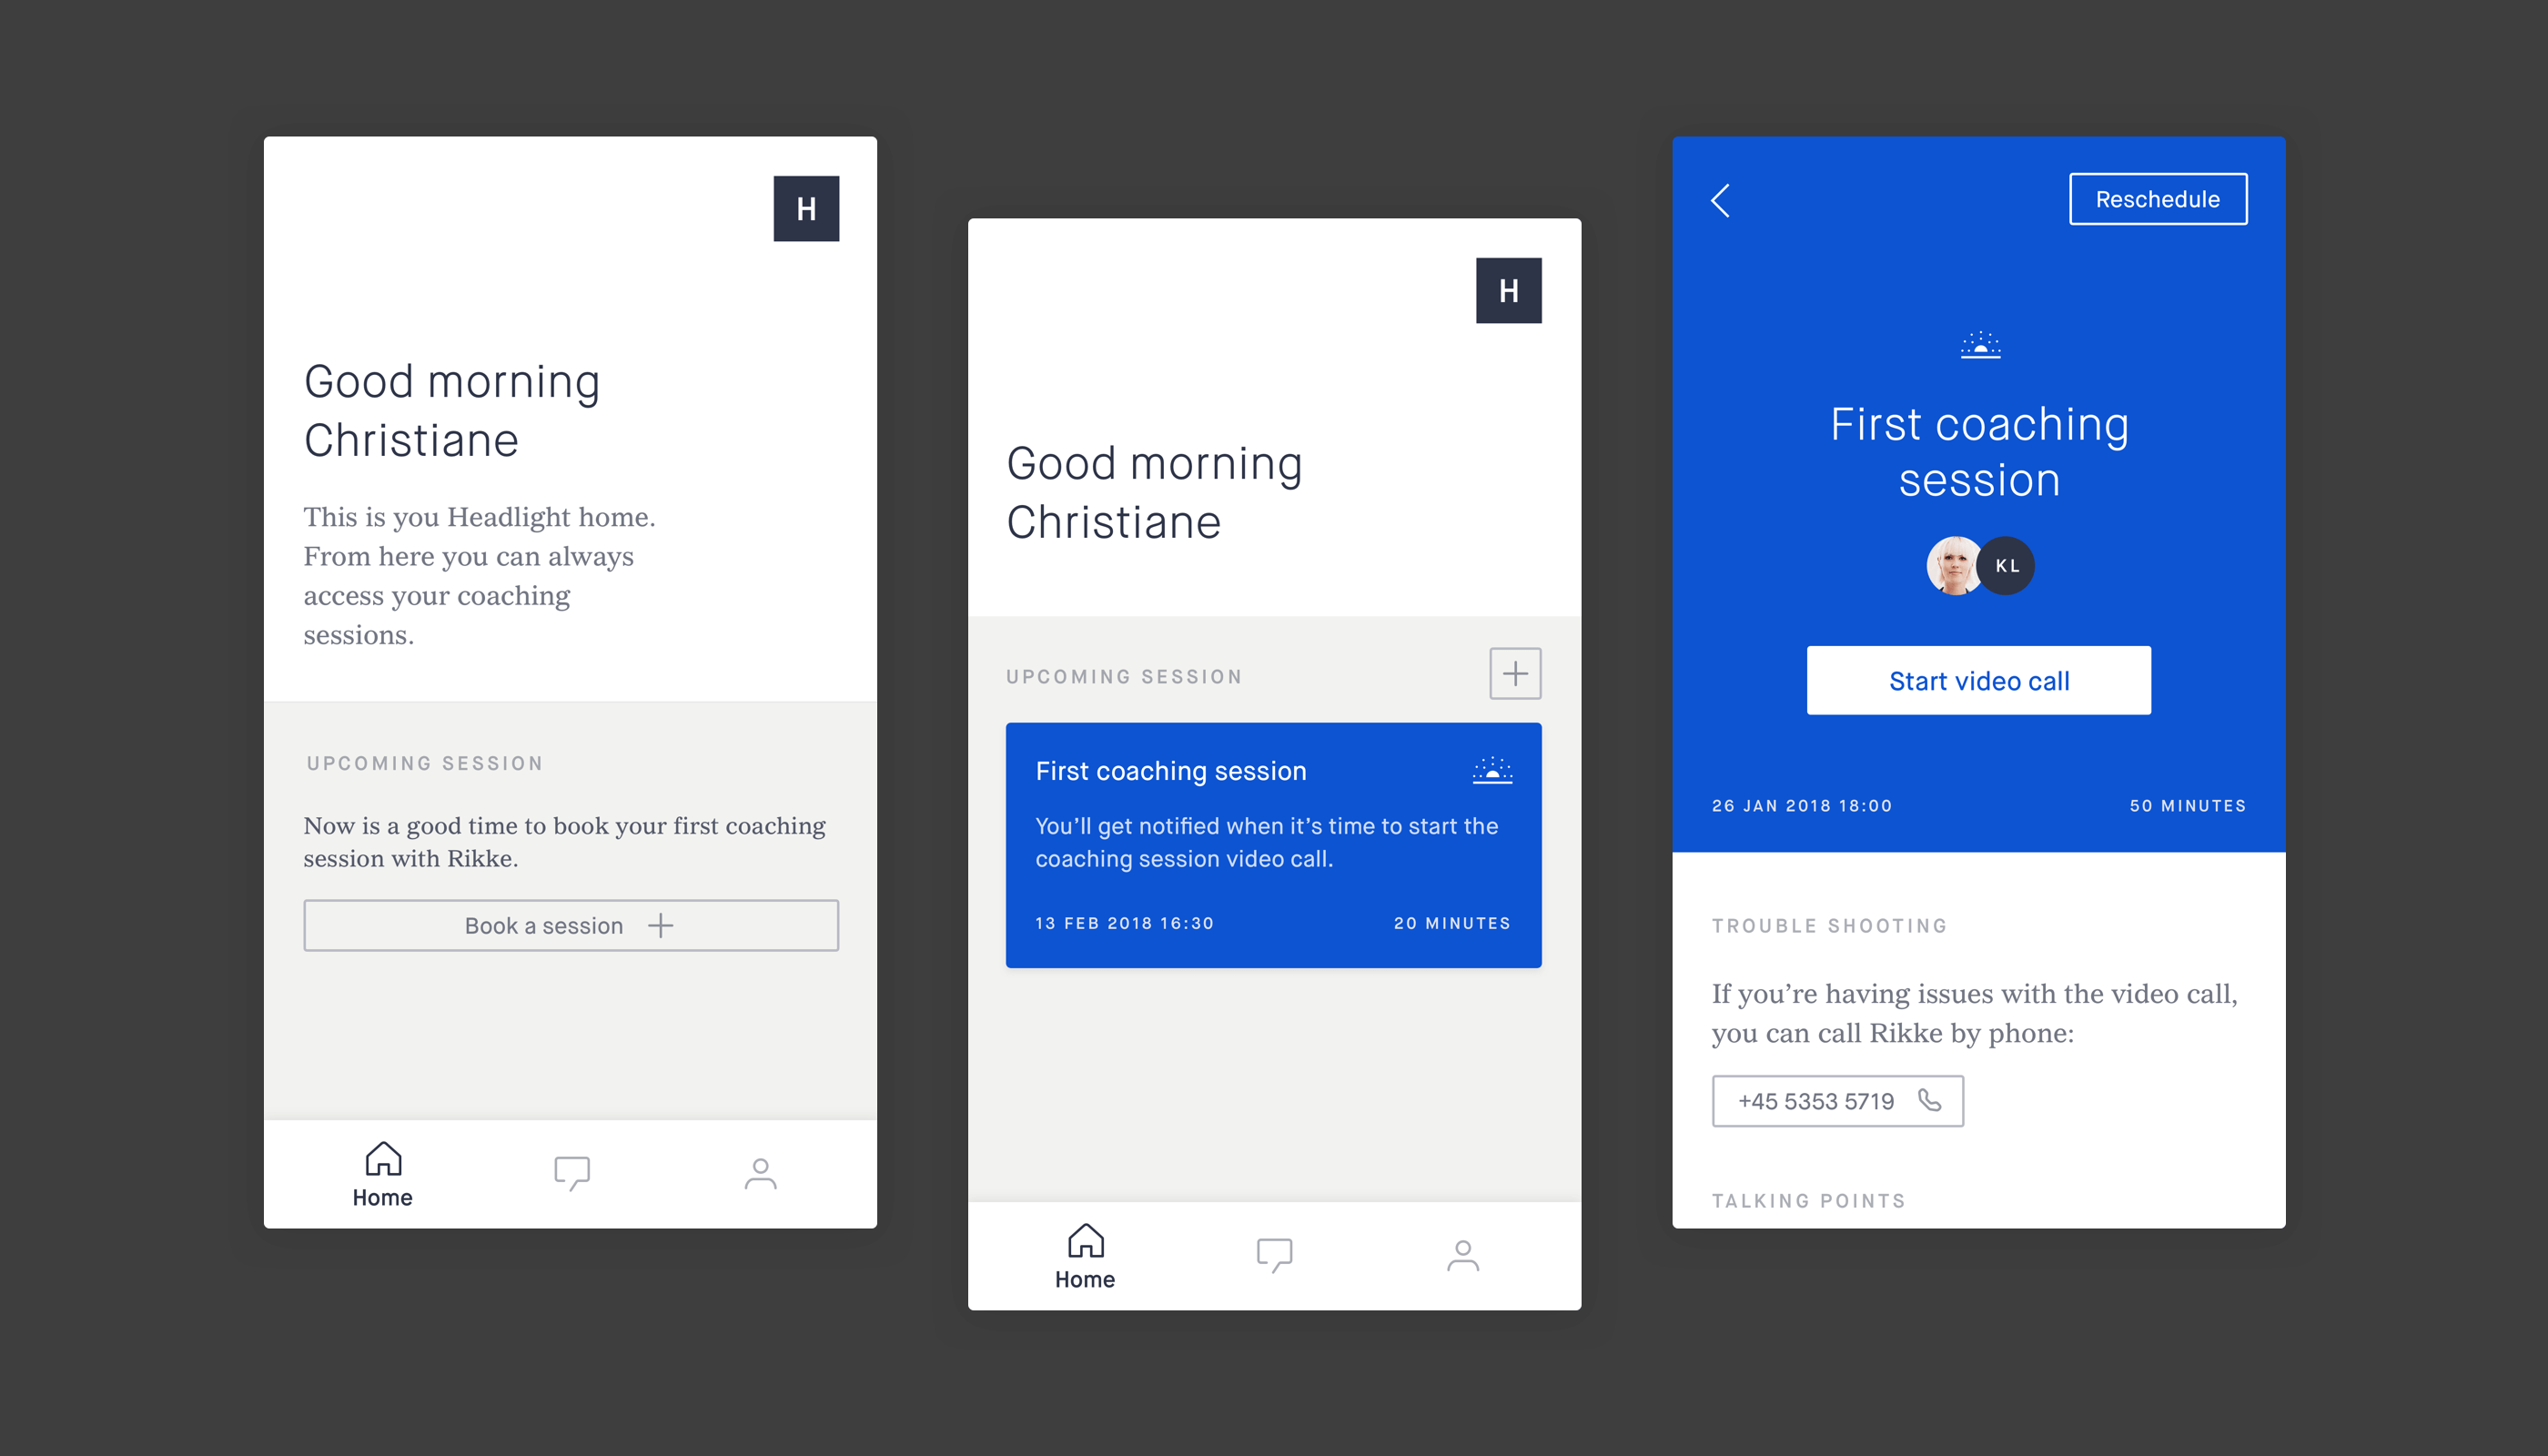 H
Good morning
Christiane
This is you Headlight home.
From here you can always
access your coaching
sessions.
UPCOMING SESSION
Now is a good time to book your first coaching
session with Rikke.
Book a session
Home
H
Good morning
Christiane
UPCOMING SESSION
First coaching session
You’ll get notified when it’s time to start the
coaching session video call.
13 FEB 2018 16:30
20 MINUTES
Home
Reschedule
First coaching
session
KL
Start video call
26 JAN 2018 18:00
50 MINUTES
TROUBLE SHOOTING
If you’re having issues with the video call,
you can call Rikke by phone:
+45 5353 5719
TALKING POINTS